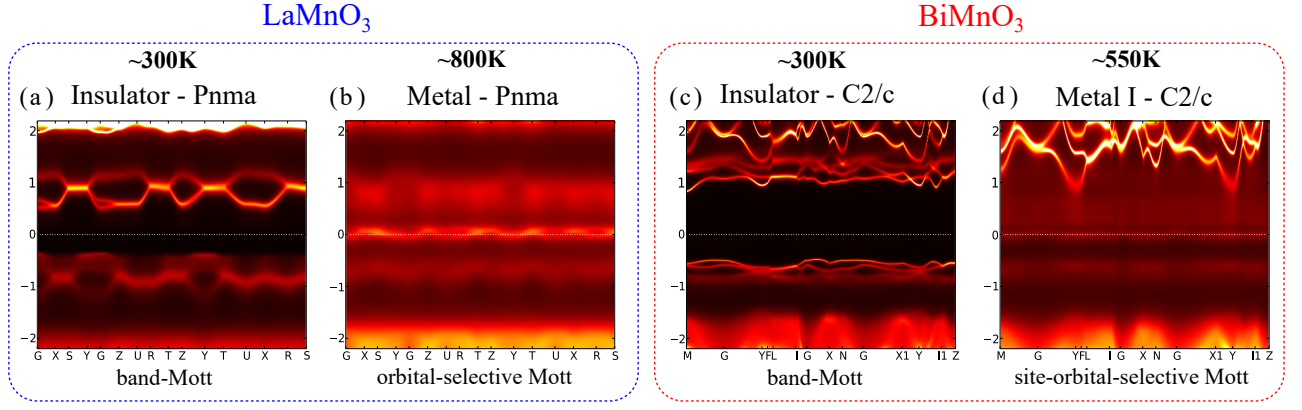 LaMnO3
BiMnO3
~300K
~800K
~300K
~550K
(a) Insulator - Pnma
(b) Metal - Pnma
(c) Insulator - C2/c
(d) Metal I - C2/c
2
1
0
−1
−2
G X S Y G Z U R T Z Y T U X R S
band-Mott
2
1
0
−1
−2
G X S Y G Z U R T Z Y T U X R S
orbital-selective Mott
2
1
0
−1
−2
M G Y F L I G X N G X1 Y I1 Z
band-Mott
2
1
0
−1
−2
M G Y F L I G X N G X1 Y I1 Z
site-orbital-selective Mott